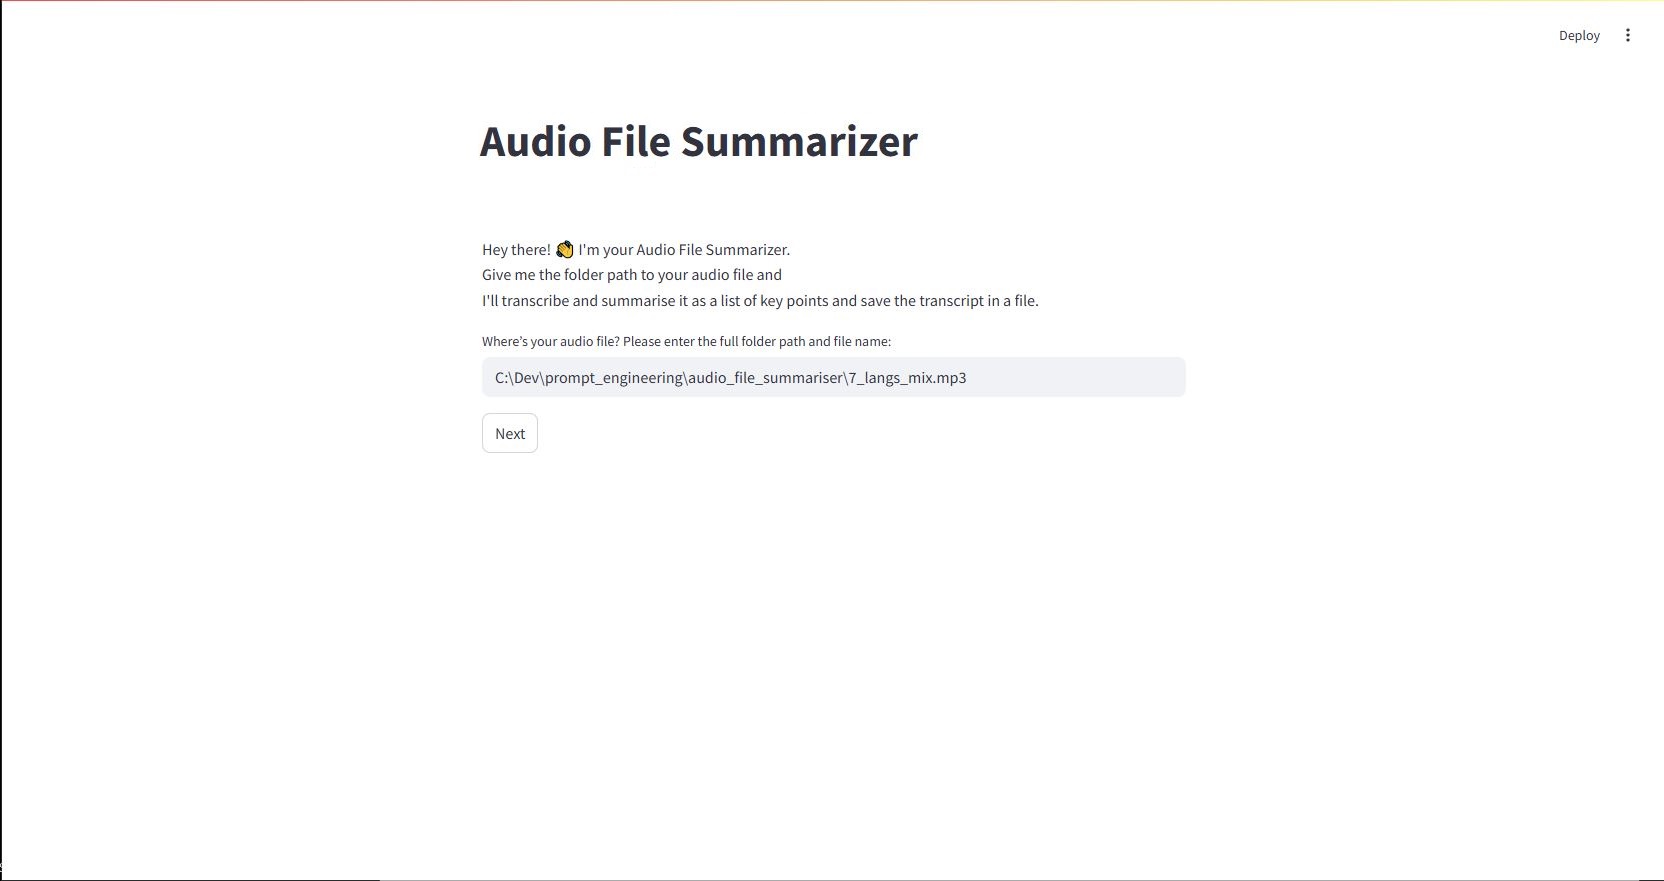 Deploy
Audio File Summarizer
Hey there! 👋 I'm your Audio File Summarizer.
Give me the folder path to your audio file and
I'll transcribe and summarise it as a list of key points and save the transcript in a file.
Where’s your audio file? Please enter the full folder path and file name:
C:\Dev\prompt_engineering\audio_file_summariser\7_langs_mix.mp3
Next